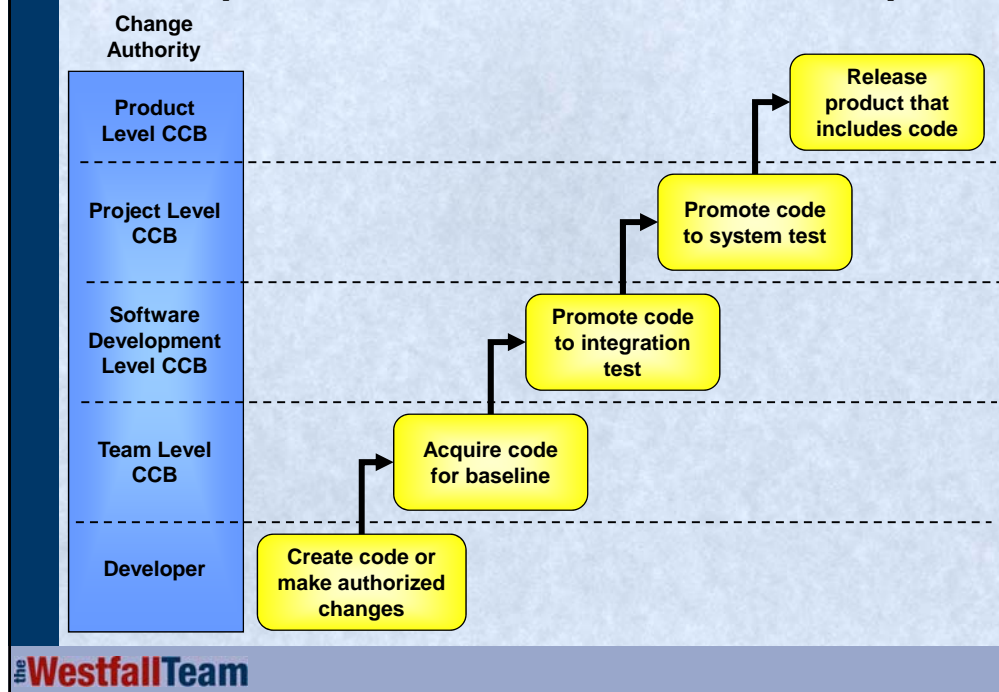 Change
Authority
Product
Level CCB
Release
product that
includes code
Project Level
CCB
Promote code
to system test
Software
Development
Level CCB
Promote code
to integration
test
Team Level
CCB
Acquire code
for baseline
Developer
Create code or
make authorized
changes
the WestfallTeam